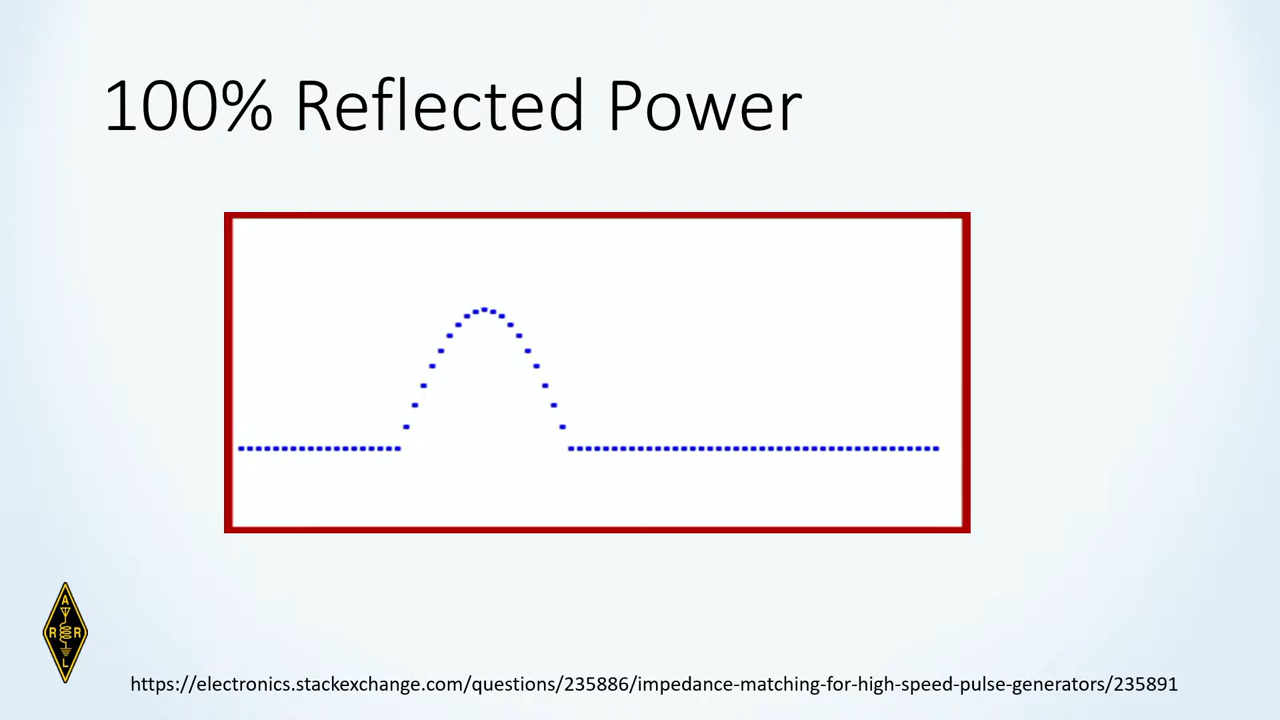 100% Reflected Power
A
R R
L
https://electronics.stackexchange.com/questions/235886/impedance-matching-for-high-speed-pulse-generators/235891